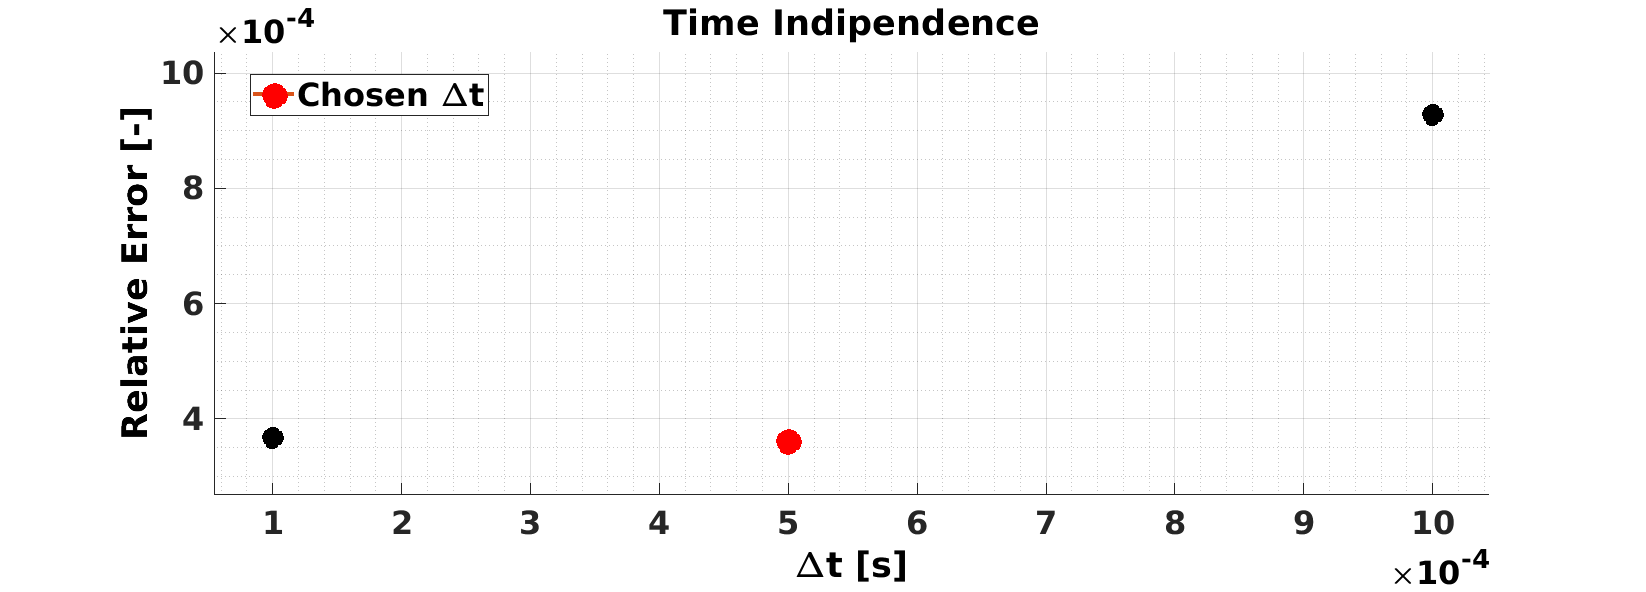 Time Indipendence
×10-4
10
8
6
4
Relative Error [-]
Chosen Δt
1 2 3 4 5 6 7 8 9 10
Δt [s]
×10-4